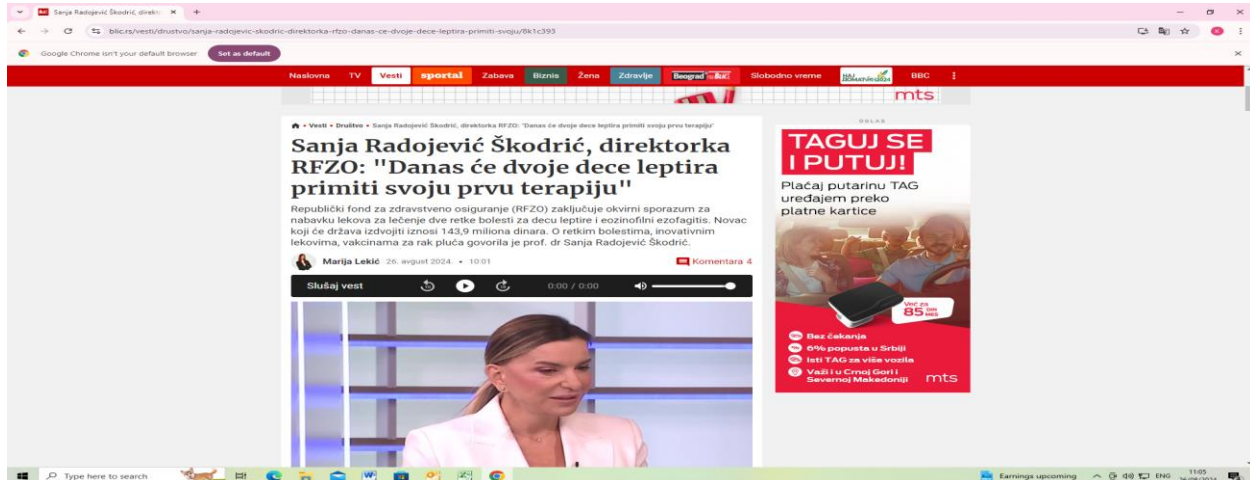 Sanja Radojević Škodrić, direkto
blic.rs/vesti/drustvo/sanja-radojevic-skodric-direktorka-rfzo-danas-ce-dvoje-dece-leptira-primiti-svoju/8k1c393
Google Chrome isn't your default browser Set as default
Naslovna TV Vesti sportal Zabava Biznis Žena Zdravlje Beograd Blic Slobodno vreme BBC
mts
Vesti • Društvo • Sanja Radojević Škodrić, direktorka RFZO: "Danas će dvoje dece leptira primiti svoju prvu terapiju"
Sanja Radojević Škodrić, direktorka
RFZO: "Danas će dvoje dece leptira
primiti svoju prvu terapiju"
Republički fond za zdravstveno osiguranje (RFZO) zaključuje okvirni sporazum za
nabavku lekova za lečenje dve retke bolesti za decu leptire i eozinofilni ezofagitis. Novac
koji će država izdvojiti iznosi 143,9 miliona dinara. O retkim bolestima, inovativnim
lekovima, vakcinama za rak pluća govorila je prof. dr Sanja Radojević Škodrić.
Marija Lekić 26. avgust 2024. • 10:01 Komentara 4
Slušaj vest 0:00 / 0:00
OGLAS
TAGUJ SE
I PUTUJ!
Plaćaj putarinu TAG
uređajem preko
platne kartice
Već za
85 DIN MES
Bez čekanja
6% popusta u Srbiji
Isti TAG za više vozila
Važi i u Crnoj Gori i
Severnoj Makedoniji
mts
Type here to search
Earnings upcoming ENG 11:05